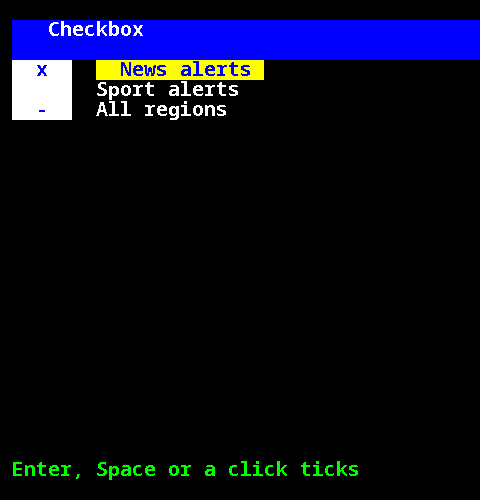 Checkbox
x News alerts
Sport alerts
- All regions
Enter, Space or a click ticks